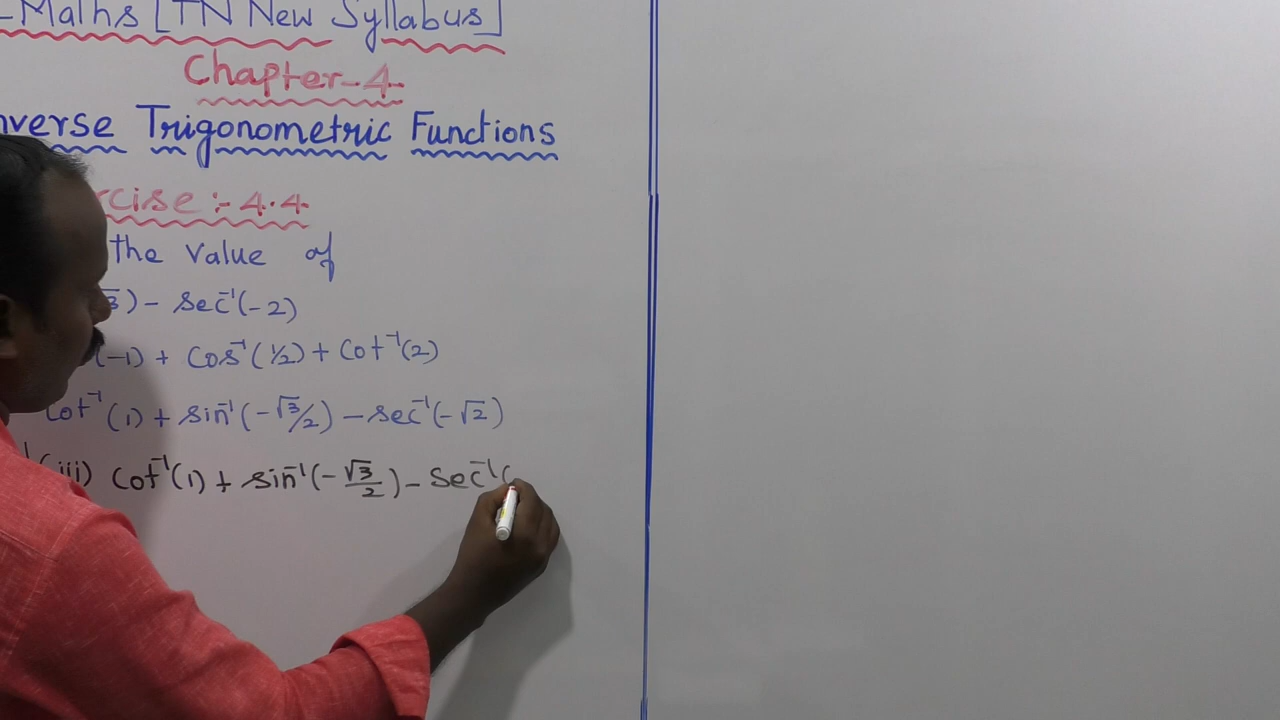 -Maths [TN New Syllabus]
Chapter-4
nverse Trigonometric Functions
rcise :- 4.4
the value of
√3) - sec⁻¹(-2)
(-1) + cos⁻¹(1/2) + cot⁻¹(2)
cot⁻¹(1) + sin⁻¹(-√3/2) - sec⁻¹(-√2)
(iii) cot⁻¹(1) + sin⁻¹(-√3/2) - sec⁻¹(